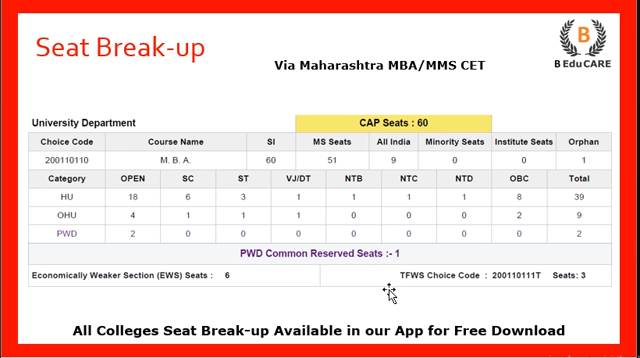 Seat Break-up
B
B EduCARE
Via Maharashtra MBA/MMS CET
University Department CAP Seats : 60
Choice Code Course Name SI MS Seats All India Minority Seats Institute Seats Orphan
200110110 M. B. A. 60 51 9 0 0 1
Category OPEN SC ST VJ/DT NTB NTC NTD OBC Total
HU 18 6 3 1 1 1 1 8 39
OHU 4 1 1 1 0 0 0 2 9
PWD 2 0 0 0 0 0 0 0 2
PWD Common Reserved Seats :- 1
Economically Weaker Section (EWS) Seats : 6 TFWS Choice Code : 200110111T Seats: 3
All Colleges Seat Break-up Available in our App for Free Download